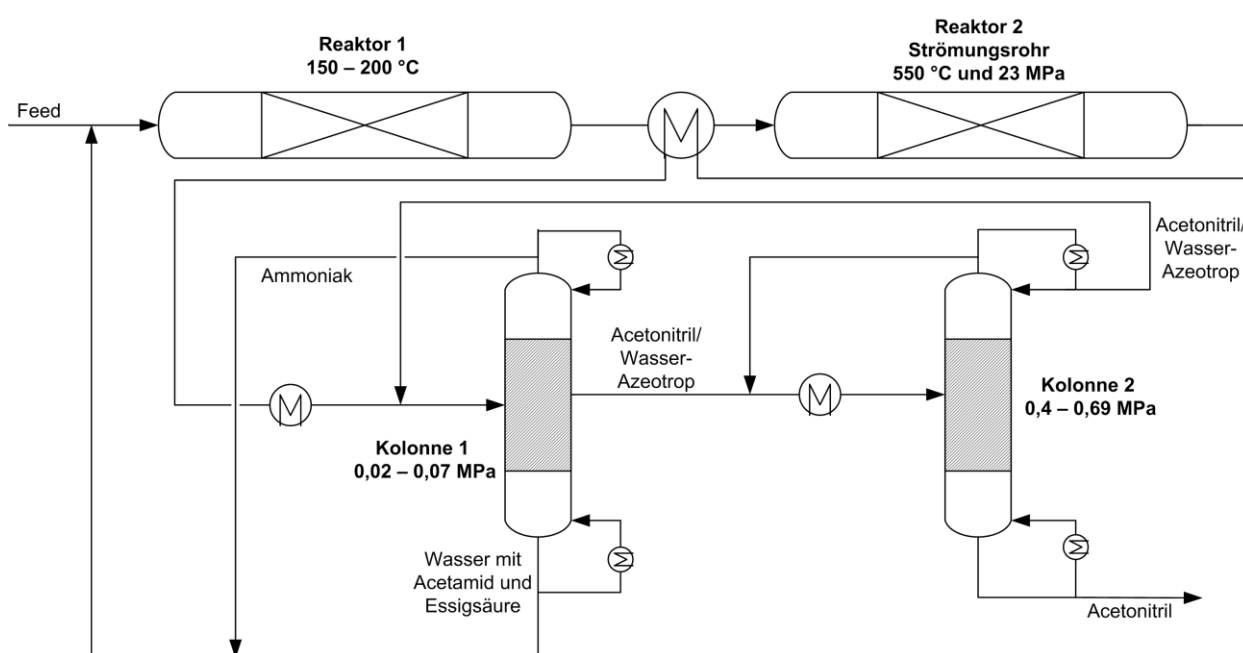 Reaktor 1
150 – 200 °C
Reaktor 2
Strömungsrohr
550 °C und 23 MPa
Feed
Acetonitril/
Wasser-
Azeotrop
Ammoniak
Acetonitril/
Wasser-
Azeotrop
Kolonne 2
0,4 – 0,69 MPa
Kolonne 1
0,02 – 0,07 MPa
Wasser mit
Acetamid und
Essigsäure
Acetonitril